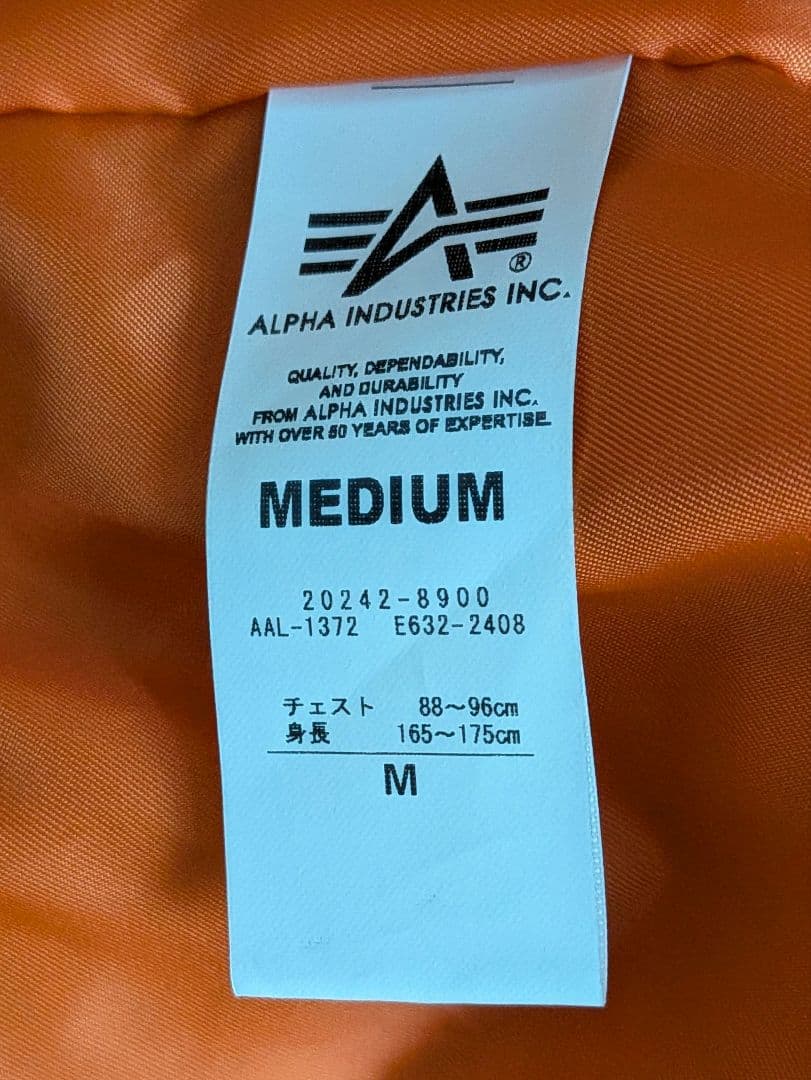 ®
ALPHA INDUSTRIES INC.
QUALITY, DEPENDABILITY,
AND DURABILITY
FROM ALPHA INDUSTRIES INC.
WITH OVER 50 YEARS OF EXPERTISE.
MEDIUM
20242-8900
AAL-1372 E632-2408
チェスト 88～96cm
身長 165～175cm
M